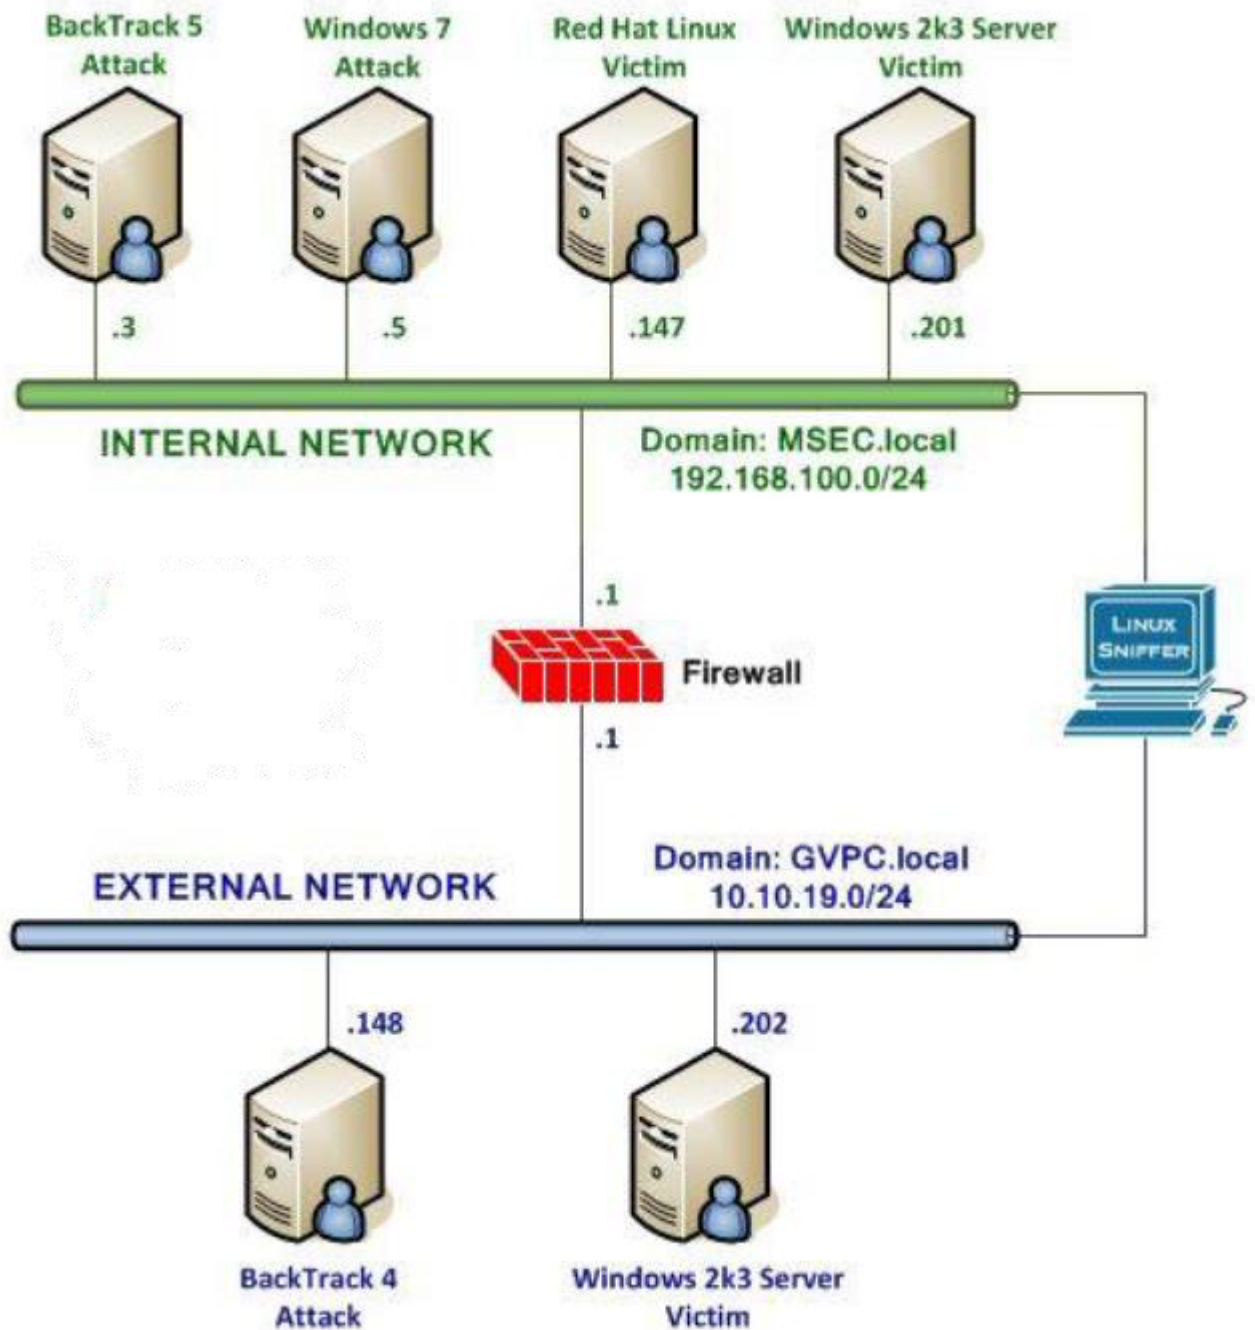 BackTrack 5
Attack
Windows 7
Attack
Red Hat Linux
Victim
Windows 2k3 Server
Victim
.3
.5
.147
.201
INTERNAL NETWORK
Domain: MSEC.local
192.168.100.0/24
.1
Firewall
.1
LINUX
SNIFFER
EXTERNAL NETWORK
Domain: GVPC.local
10.10.19.0/24
.148
.202
BackTrack 4
Attack
Windows 2k3 Server
Victim